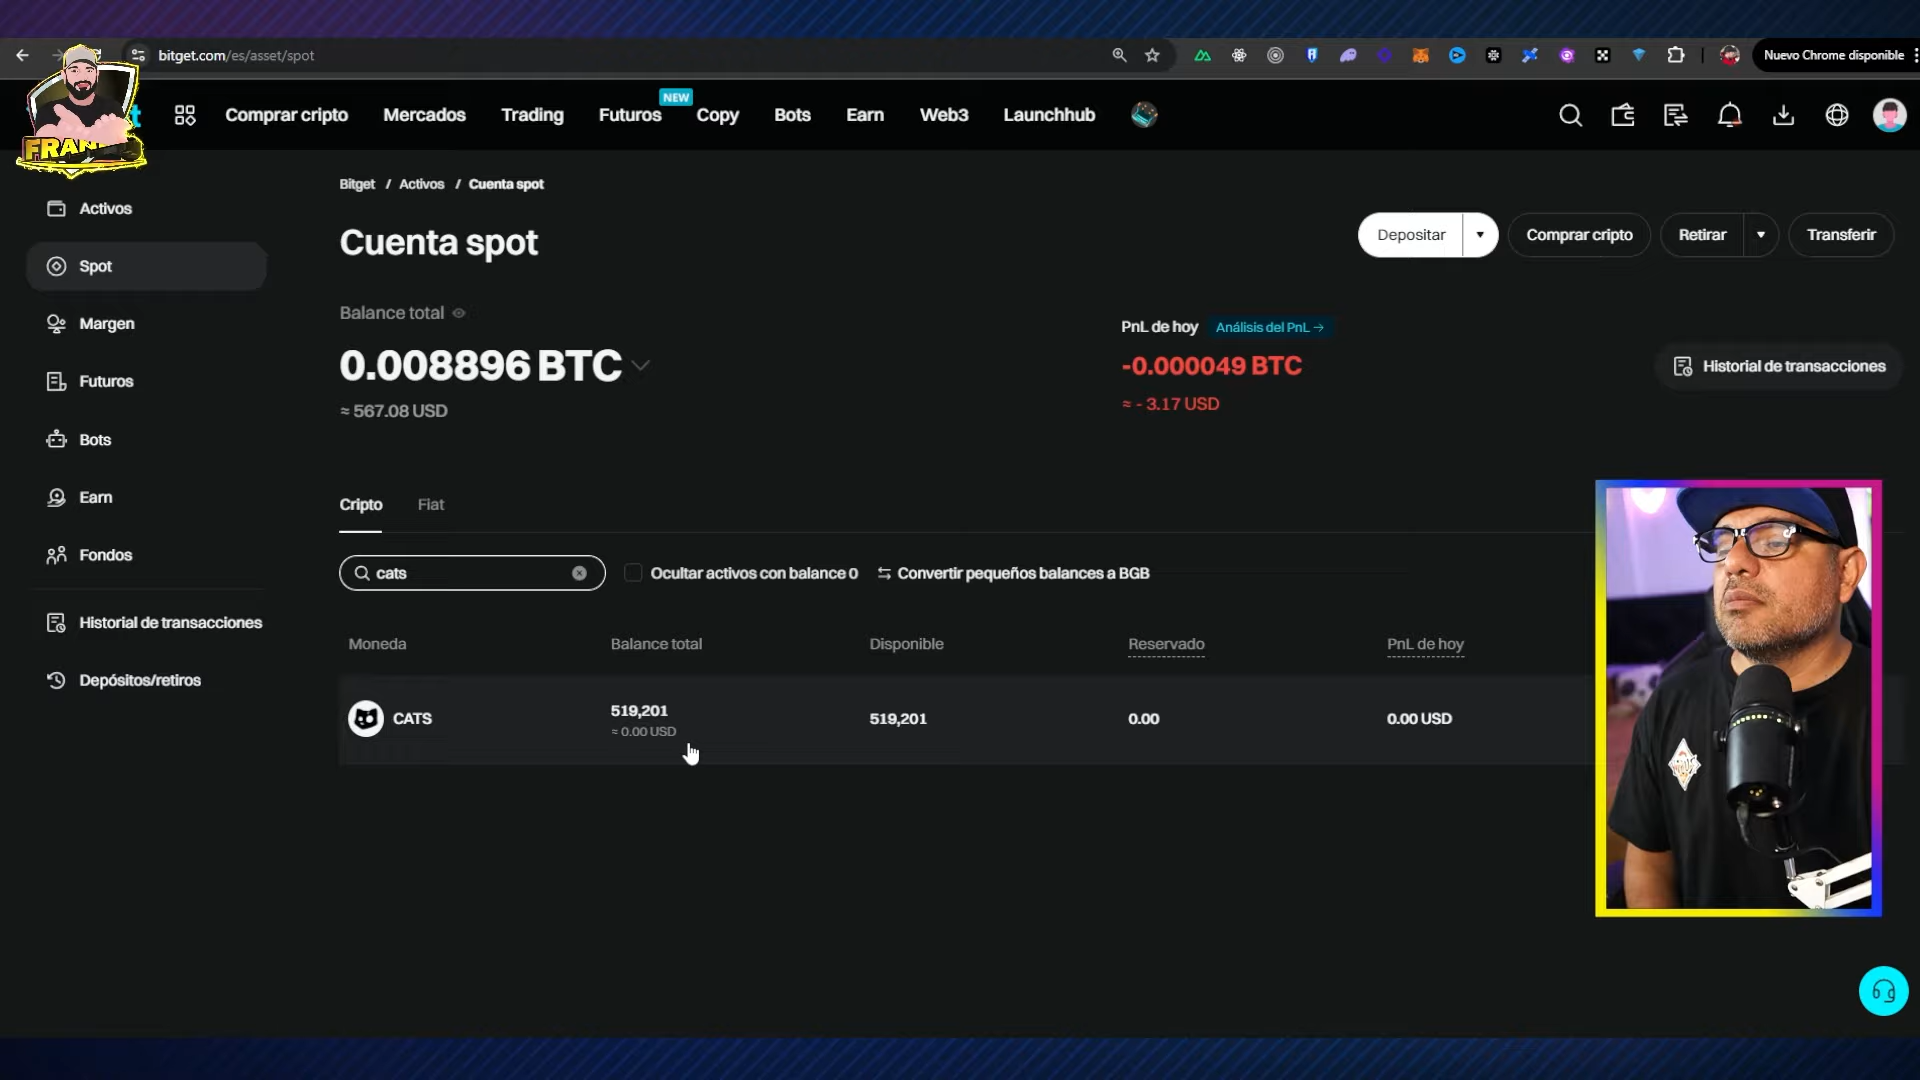 bitget.com/es/asset/spot
Nuevo Chrome disponible
Comprar cripto
Mercados
Trading
Futuros
NEW
Copy
Bots
Earn
Web3
Launchhub
Activos
Spot
Margen
Futuros
Bots
Earn
Fondos
Historial de transacciones
Depósitos/retiros
Bitget / Activos / Cuenta spot
Cuenta spot
Depositar
Comprar cripto
Retirar
Transferir
Balance total
0.008896 BTC
≈ 567.08 USD
PnL de hoy
Análisis del PnL →
-0.000049 BTC
≈ - 3.17 USD
Historial de transacciones
Cripto
Fiat
cats
Ocultar activos con balance 0
Convertir pequeños balances a BGB
Moneda
Balance total
Disponible
Reservado
PnL de hoy
CATS
519,201
≈ 0.00 USD
519,201
0.00
0.00 USD